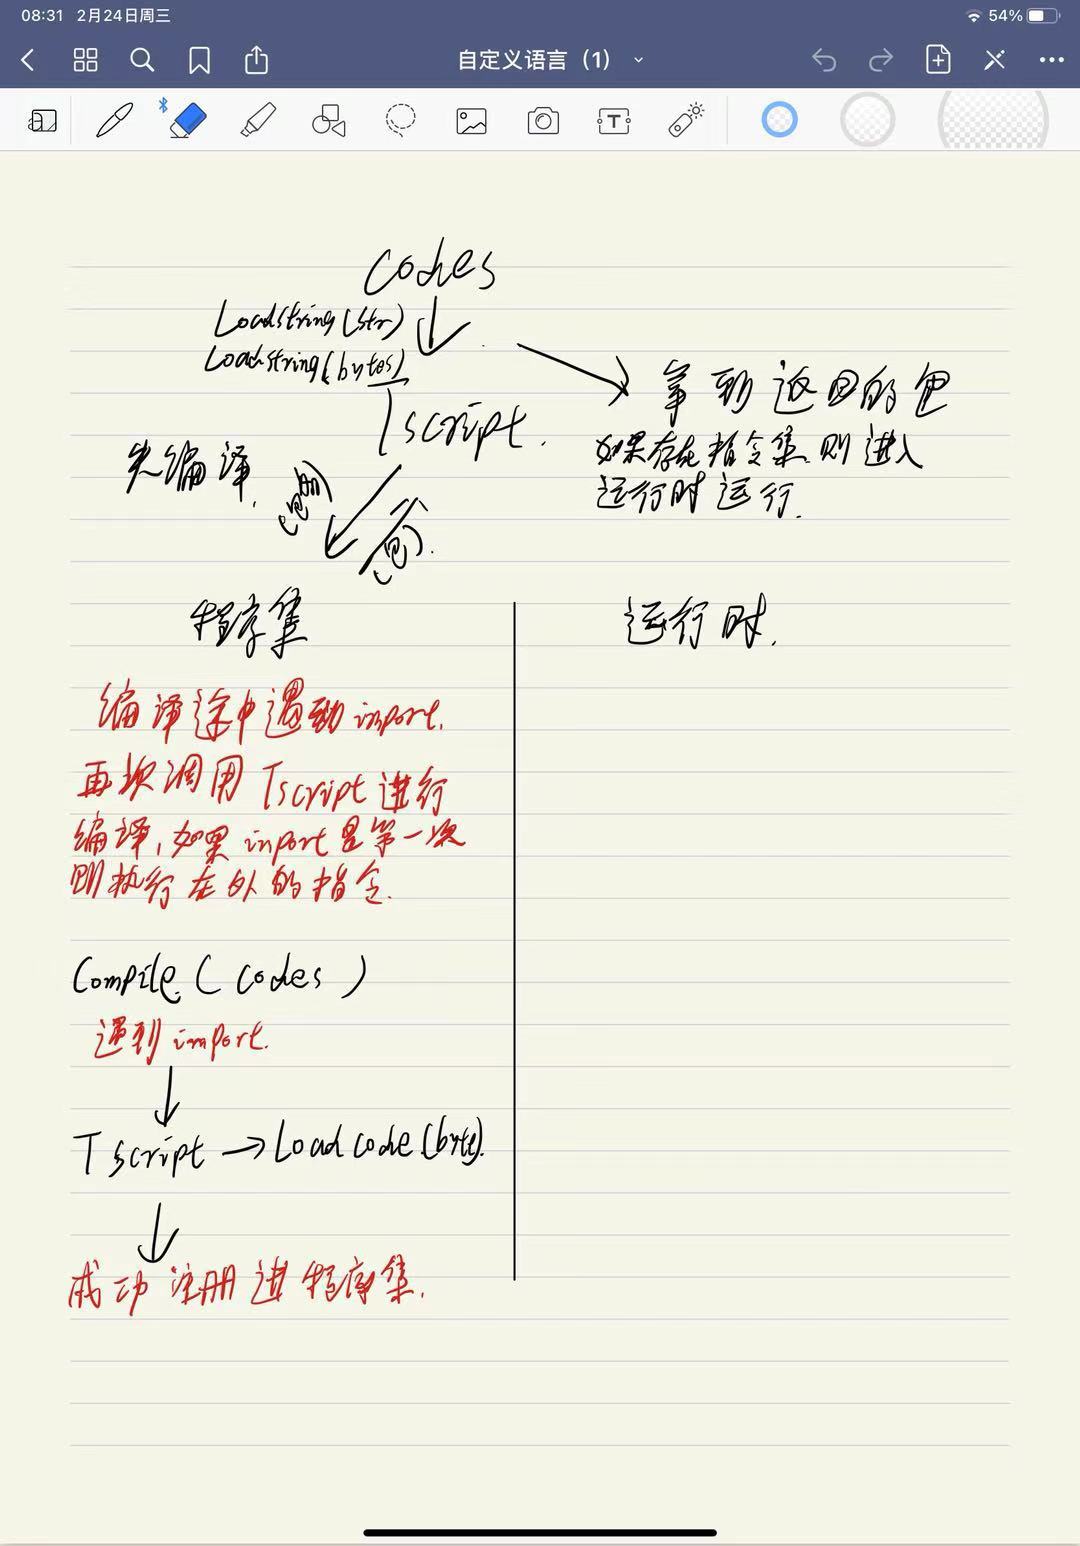 08:31 2月24日周三
54%
自定义语言（1）
Codes
Loadstring(str)
Loadstring(bytes)
Tscript.
拿到返回的包
如果存在指令集则进入
运行时运行.
先编译.
(包)
程序集
运行时.
编译途中遇到import.
再次调用Tscript进行
编译,如果import是第一次
则执行在外的指令.
Compile(codes)
遇到import.
Tscript → Loadcode(byte).
成功注册进程序集.